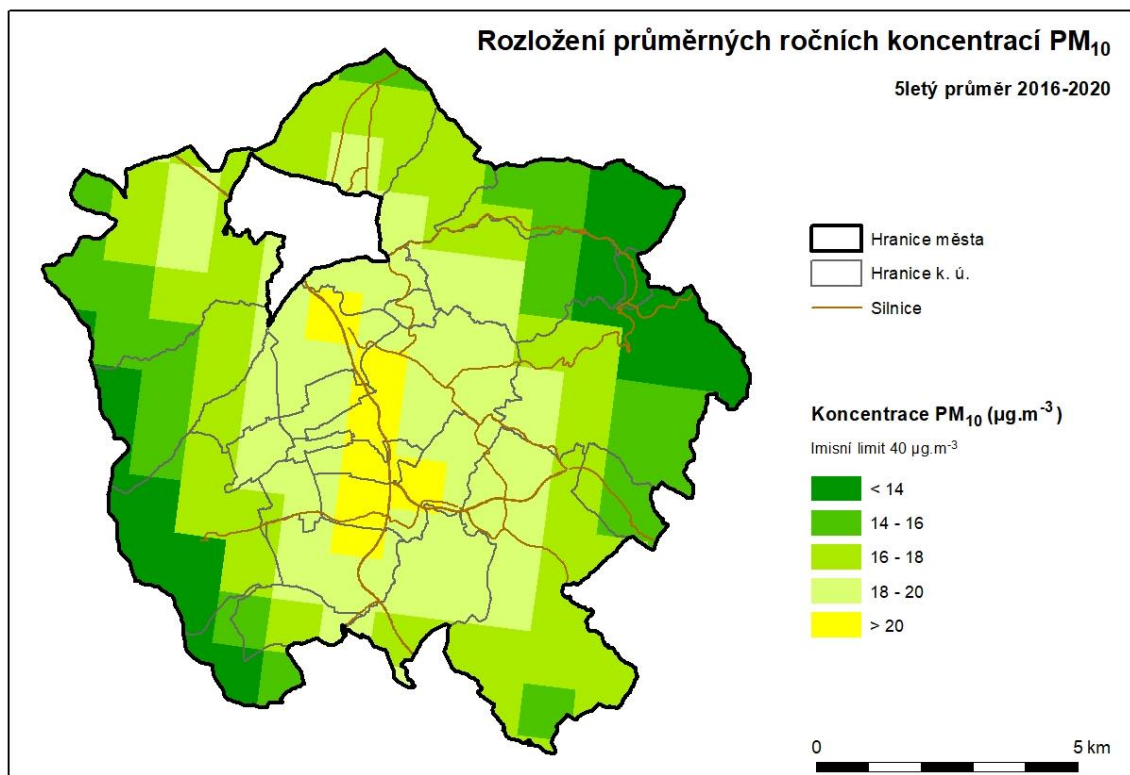 Rozložení průměrných ročních koncentrací PM₁₀
5letý průměr 2016-2020
Hranice města
Hranice k. ú.
Silnice
Koncentrace PM₁₀ (µg.m⁻³)
Imisní limit 40 µg.m⁻³
< 14
14 - 16
16 - 18
18 - 20
> 20
0 5 km